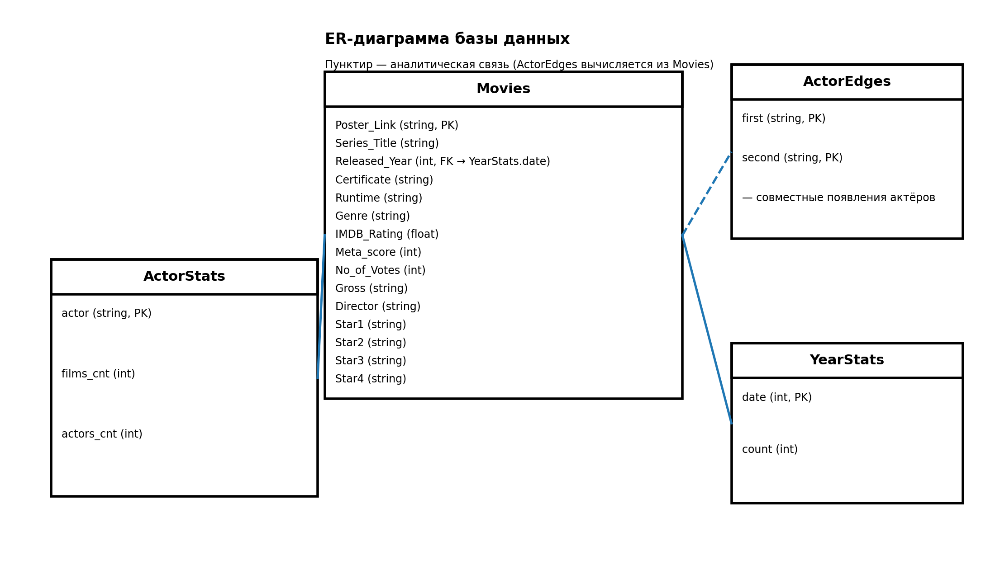 ER-диаграмма базы данных
Пунктир — аналитическая связь (ActorEdges вычисляется из Movies)
Movies
Poster_Link (string, PK)
Series_Title (string)
Released_Year (int, FK → YearStats.date)
Certificate (string)
Runtime (string)
Genre (string)
IMDB_Rating (float)
Meta_score (int)
No_of_Votes (int)
Gross (string)
Director (string)
Star1 (string)
Star2 (string)
Star3 (string)
Star4 (string)
ActorEdges
first (string, PK)
second (string, PK)
— совместные появления актёров
ActorStats
actor (string, PK)
films_cnt (int)
actors_cnt (int)
YearStats
date (int, PK)
count (int)